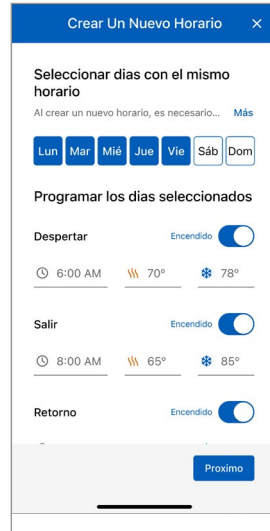 Crear Un Nuevo Horario ×
Seleccionar dias con el mismo
horario
Al crear un nuevo horario, es necesario... Más
Lun Mar Mié Jue Vie Sáb Dom
Programar los dias seleccionados
Despertar Encendido
6:00 AM 70° 78°
Salir Encendido
8:00 AM 65° 85°
Retorno Encendido
Proximo